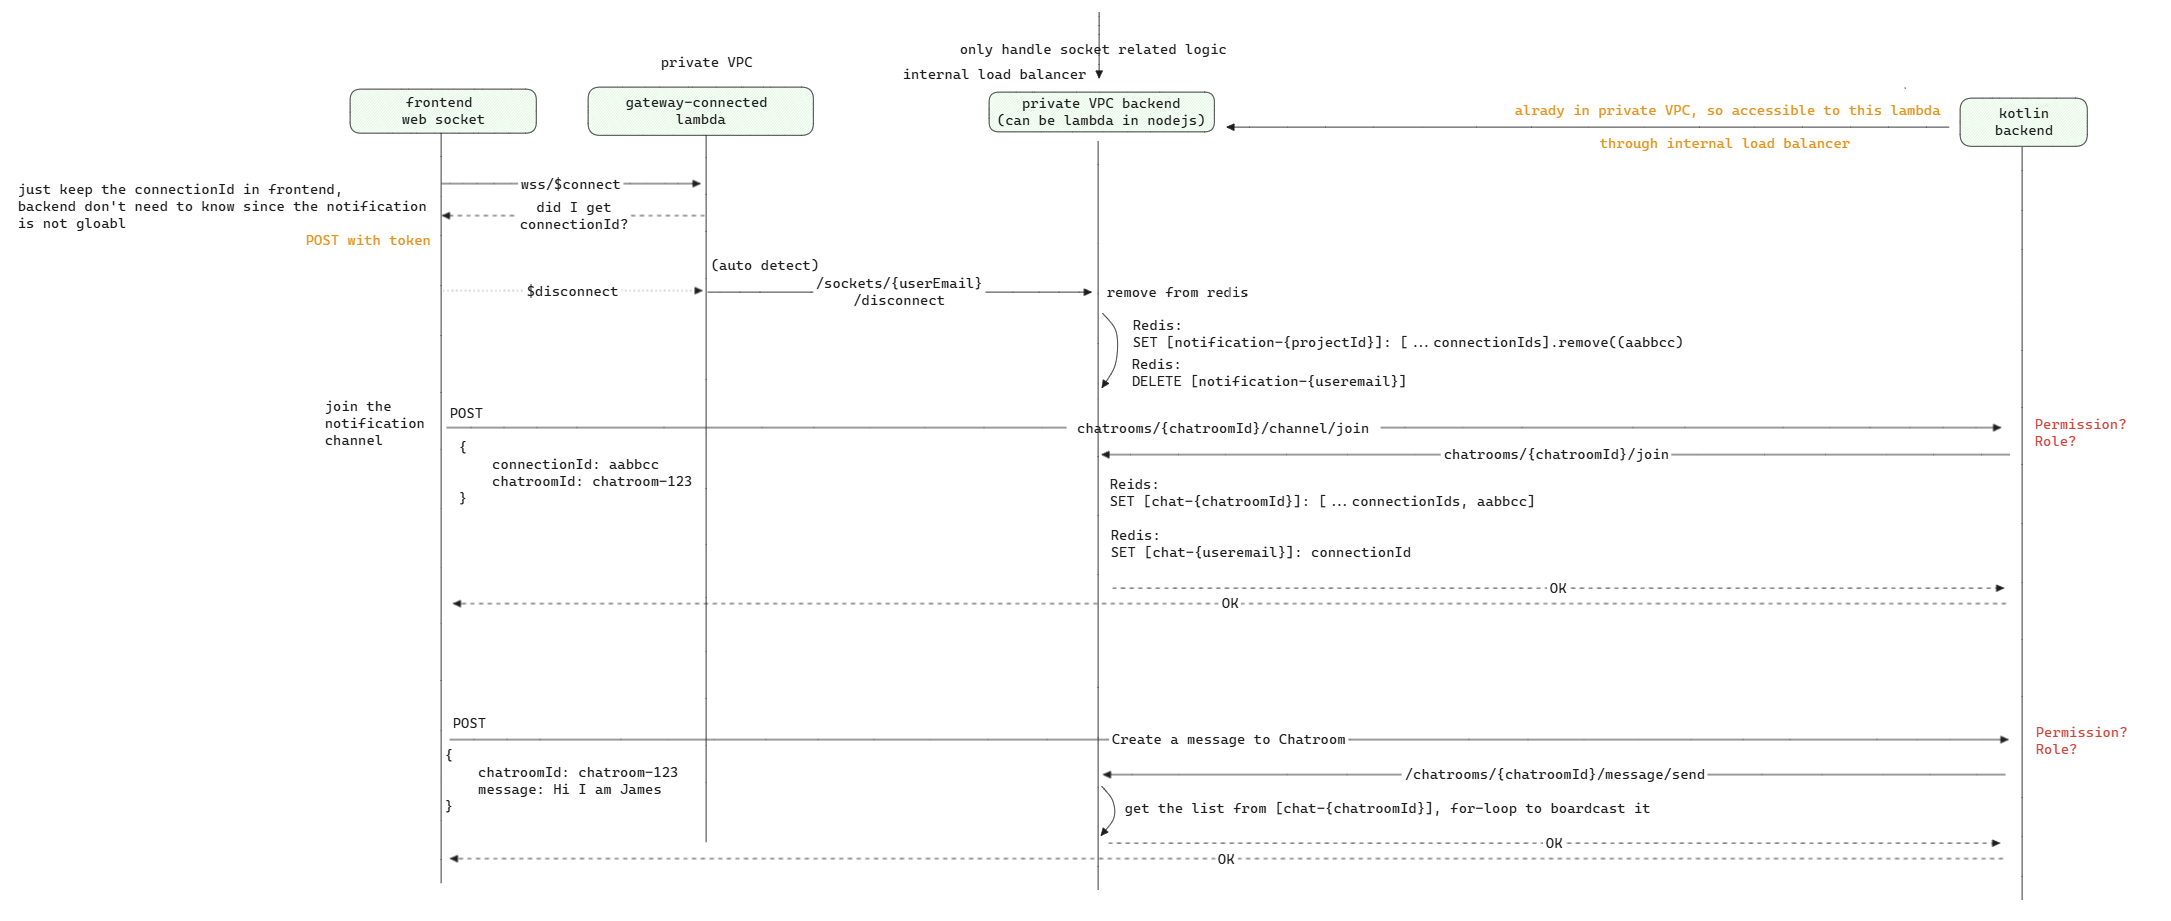 only handle socket related logic
private VPC
internal load balancer
frontend
web socket
gateway-connected
lambda
private VPC backend
(can be lambda in nodejs)
alrady in private VPC, so accessible to this lambda
through internal load balancer
kotlin
backend
wss/$connect
just keep the connectionId in frontend,
backend don't need to know since the notification
is not gloabl
did I get
connectionId?
POST with token
(auto detect)
$disconnect
/sockets/{userEmail}
/disconnect
remove from redis
Redis:
SET [notification-{projectId}]: [...connectionIds].remove((aabbcc)
Redis:
DELETE [notification-{useremail}]
join the
notification
channel
POST
chatrooms/{chatroomId}/channel/join
Permission?
Role?
{
connectionId: aabbcc
chatroomId: chatroom-123
}
chatrooms/{chatroomId}/join
Reids:
SET [chat-{chatroomId}]: [...connectionIds, aabbcc]
Redis:
SET [chat-{useremail}]: connectionId
OK
OK
POST
Create a message to Chatroom
Permission?
Role?
{
chatroomId: chatroom-123
message: Hi I am James
}
/chatrooms/{chatroomId}/message/send
get the list from [chat-{chatroomId}], for-loop to boardcast it
OK
OK